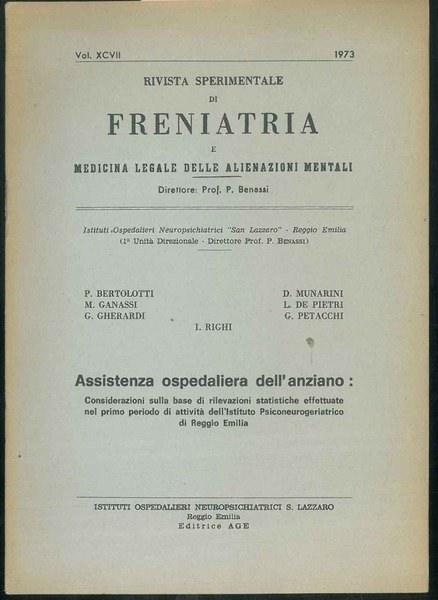 Vol. XCVII 1973
RIVISTA SPERIMENTALE
DI
FRENIATRIA
E
MEDICINA LEGALE DELLE ALIENAZIONI MENTALI
Direttore: Prof. P. Benassi
Istituti Ospedalieri Neuropsichiatrici "San Lazzaro" - Reggio Emilia
(1ª Unità Direzionale - Direttore Prof. P. BENASSI)
P. BERTOLOTTI D. MUNARINI
M. GANASSI L. DE PIETRI
G. GHERARDI G. PETACCHI
I. RIGHI
Assistenza ospedaliera dell'anziano :
Considerazioni sulla base di rilevazioni statistiche effettuate
nel primo periodo di attività dell'Istituto Psiconeurogeriatrico
di Reggio Emilia
ISTITUTI OSPEDALIERI NEUROPSICHIATRICI S. LAZZARO
Reggio Emilia
Editrice AGE